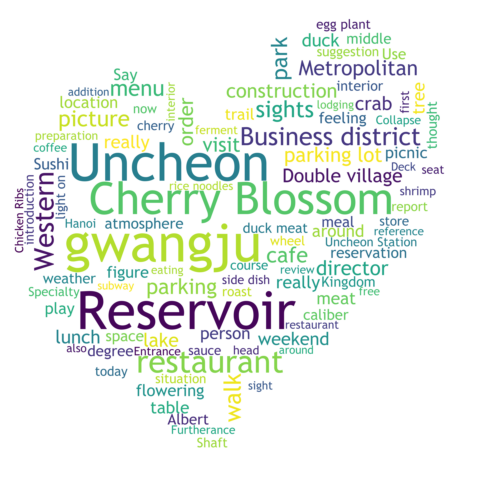 egg plant
park
duck
middle
suggestion
Use
Say
menu
Metropolitan
addition
Interior
order
construction
interior
location
now
crab
first
tree
picture
sights
lodging
Collapse
thought
cherry
trail
feeling
preparation
really
visit
Business district
coffee
ferment
parking lot
picnic
Sushi
Uncheon
Double village
Deck
seat
Western
light on
introduction
Chicken Ribs
rice noodles
Cherry Blossom
shrimp
report
Hanoi
atmosphere
gwangju
duck meat
meal
store
wheel
around
Uncheon Station
reference
cafe
reservation
weather
figure
eating
course
side dish
review
really
Kingdom
director
Specialty
subway
parking
roast
meat
free
play
Reservoir
caliber
lunch
space
lake
person
weekend
restaurant
also
degree
Entrance
sauce
head
around
today
situation
restaurant
walk
sight
flowering
table
Albert
Furtherance
Shaft